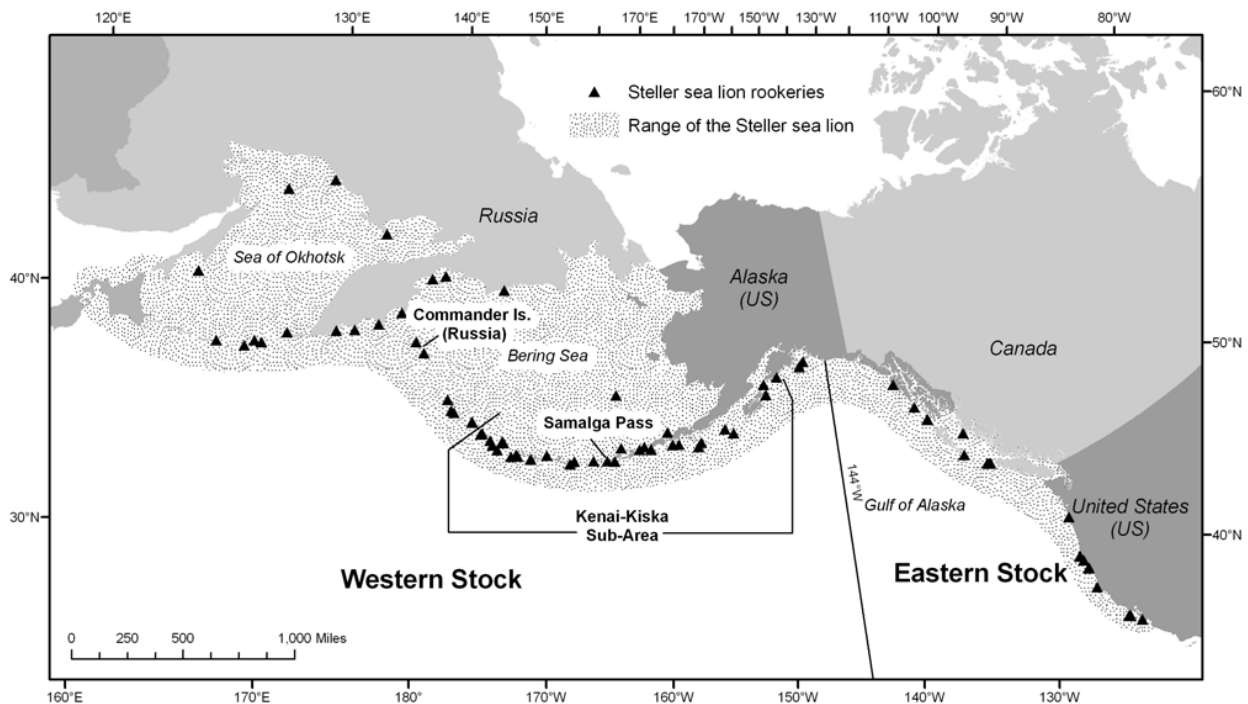 120°E 130°E 140°E 150°E 160°E 170°E 170°W 160°W 150°W 140°W 130°W 110°W 100°W 90°W 80°W
Steller sea lion rookeries
Range of the Steller sea lion
60°N
Russia
Sea of Okhotsk
40°N
Alaska
(US)
Commander Is.
(Russia)
Bering Sea
Canada
50°N
Samalga Pass
144°W
Gulf of Alaska
United States
(US)
30°N
Kenai-Kiska
Sub-Area
40°N
Western Stock
Eastern Stock
0 250 500 1,000 Miles
160°E 170°E 180° 170°W 160°W 150°W 140°W 130°W